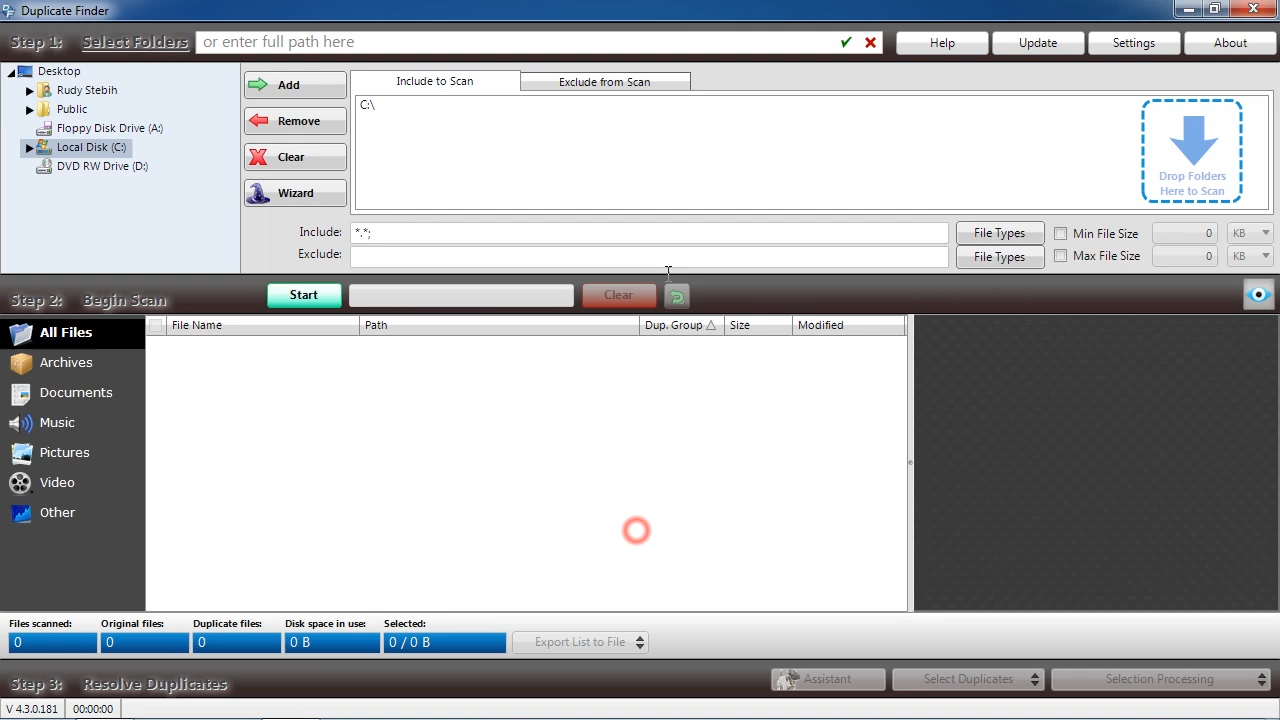 Duplicate Finder
Step 1: Select Folders or enter full path here Help Update Settings About
Desktop
Rudy Stebih
Public
Floppy Disk Drive (A:)
Local Disk (C:)
DVD RW Drive (D:)
Add
Remove
Clear
Wizard
Include to Scan Exclude from Scan
C:\
Drop Folders
Here to Scan
Include: *.*; File Types Min File Size 0 KB
Exclude: File Types Max File Size 0 KB
Step 2: Begin Scan Start Clear
All Files
Archives
Documents
Music
Pictures
Video
Other
File Name Path Dup. Group Size Modified
Files scanned: Original files: Duplicate files: Disk space in use: Selected:
0 0 0 0 B 0 / 0 B Export List to File
Step 3: Resolve Duplicates Assistant Select Duplicates Selection Processing
V 4.3.0.181 00:00:00